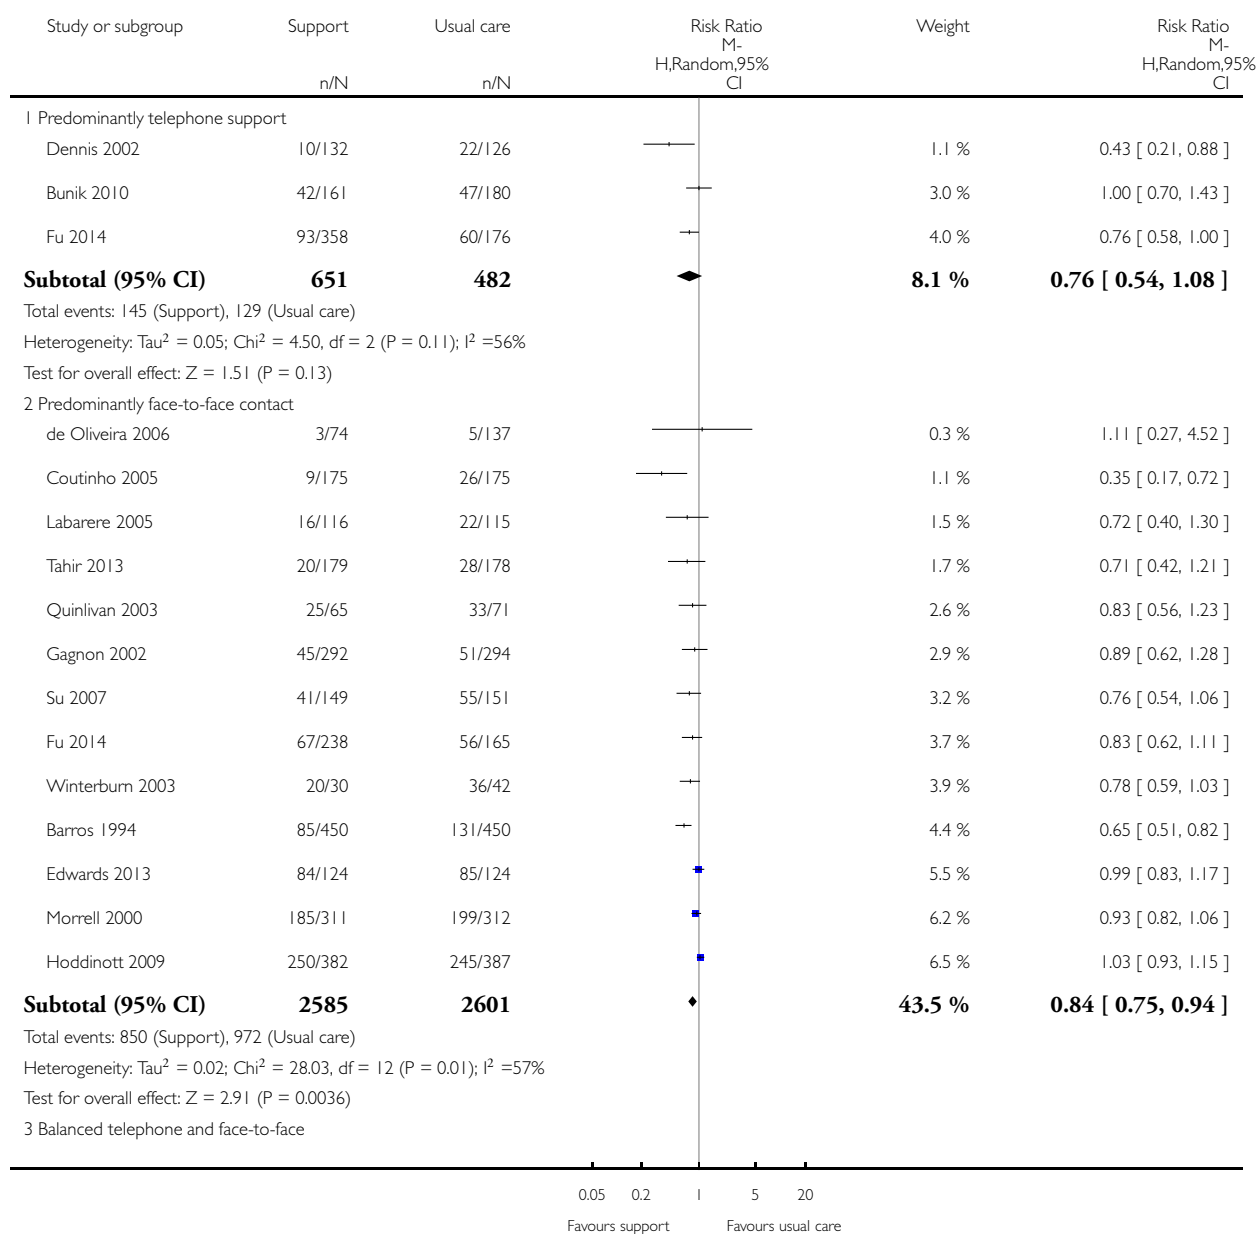 Study or subgroup Support Usual care Risk Ratio Weight Risk Ratio
M- M-
H,Random,95% H,Random,95%
n/N n/N CI CI
1 Predominantly telephone support
Dennis 2002 10/132 22/126 1.1 % 0.43 [ 0.21, 0.88 ]
Bunik 2010 42/161 47/180 3.0 % 1.00 [ 0.70, 1.43 ]
Fu 2014 93/358 60/176 4.0 % 0.76 [ 0.58, 1.00 ]
Subtotal (95% CI) 651 482 8.1 % 0.76 [ 0.54, 1.08 ]
Total events: 145 (Support), 129 (Usual care)
Heterogeneity: Tau² = 0.05; Chi² = 4.50, df = 2 (P = 0.11); I² =56%
Test for overall effect: Z = 1.51 (P = 0.13)
2 Predominantly face-to-face contact
de Oliveira 2006 3/74 5/137 0.3 % 1.11 [ 0.27, 4.52 ]
Coutinho 2005 9/175 26/175 1.1 % 0.35 [ 0.17, 0.72 ]
Labarere 2005 16/116 22/115 1.5 % 0.72 [ 0.40, 1.30 ]
Tahir 2013 20/179 28/178 1.7 % 0.71 [ 0.42, 1.21 ]
Quinlivan 2003 25/65 33/71 2.6 % 0.83 [ 0.56, 1.23 ]
Gagnon 2002 45/292 51/294 2.9 % 0.89 [ 0.62, 1.28 ]
Su 2007 41/149 55/151 3.2 % 0.76 [ 0.54, 1.06 ]
Fu 2014 67/238 56/165 3.7 % 0.83 [ 0.62, 1.11 ]
Winterburn 2003 20/30 36/42 3.9 % 0.78 [ 0.59, 1.03 ]
Barros 1994 85/450 131/450 4.4 % 0.65 [ 0.51, 0.82 ]
Edwards 2013 84/124 85/124 5.5 % 0.99 [ 0.83, 1.17 ]
Morrell 2000 185/311 199/312 6.2 % 0.93 [ 0.82, 1.06 ]
Hoddinott 2009 250/382 245/387 6.5 % 1.03 [ 0.93, 1.15 ]
Subtotal (95% CI) 2585 2601 43.5 % 0.84 [ 0.75, 0.94 ]
Total events: 850 (Support), 972 (Usual care)
Heterogeneity: Tau² = 0.02; Chi² = 28.03, df = 12 (P = 0.01); I² =57%
Test for overall effect: Z = 2.91 (P = 0.0036)
3 Balanced telephone and face-to-face
0.05 0.2 1 5 20
Favours support Favours usual care